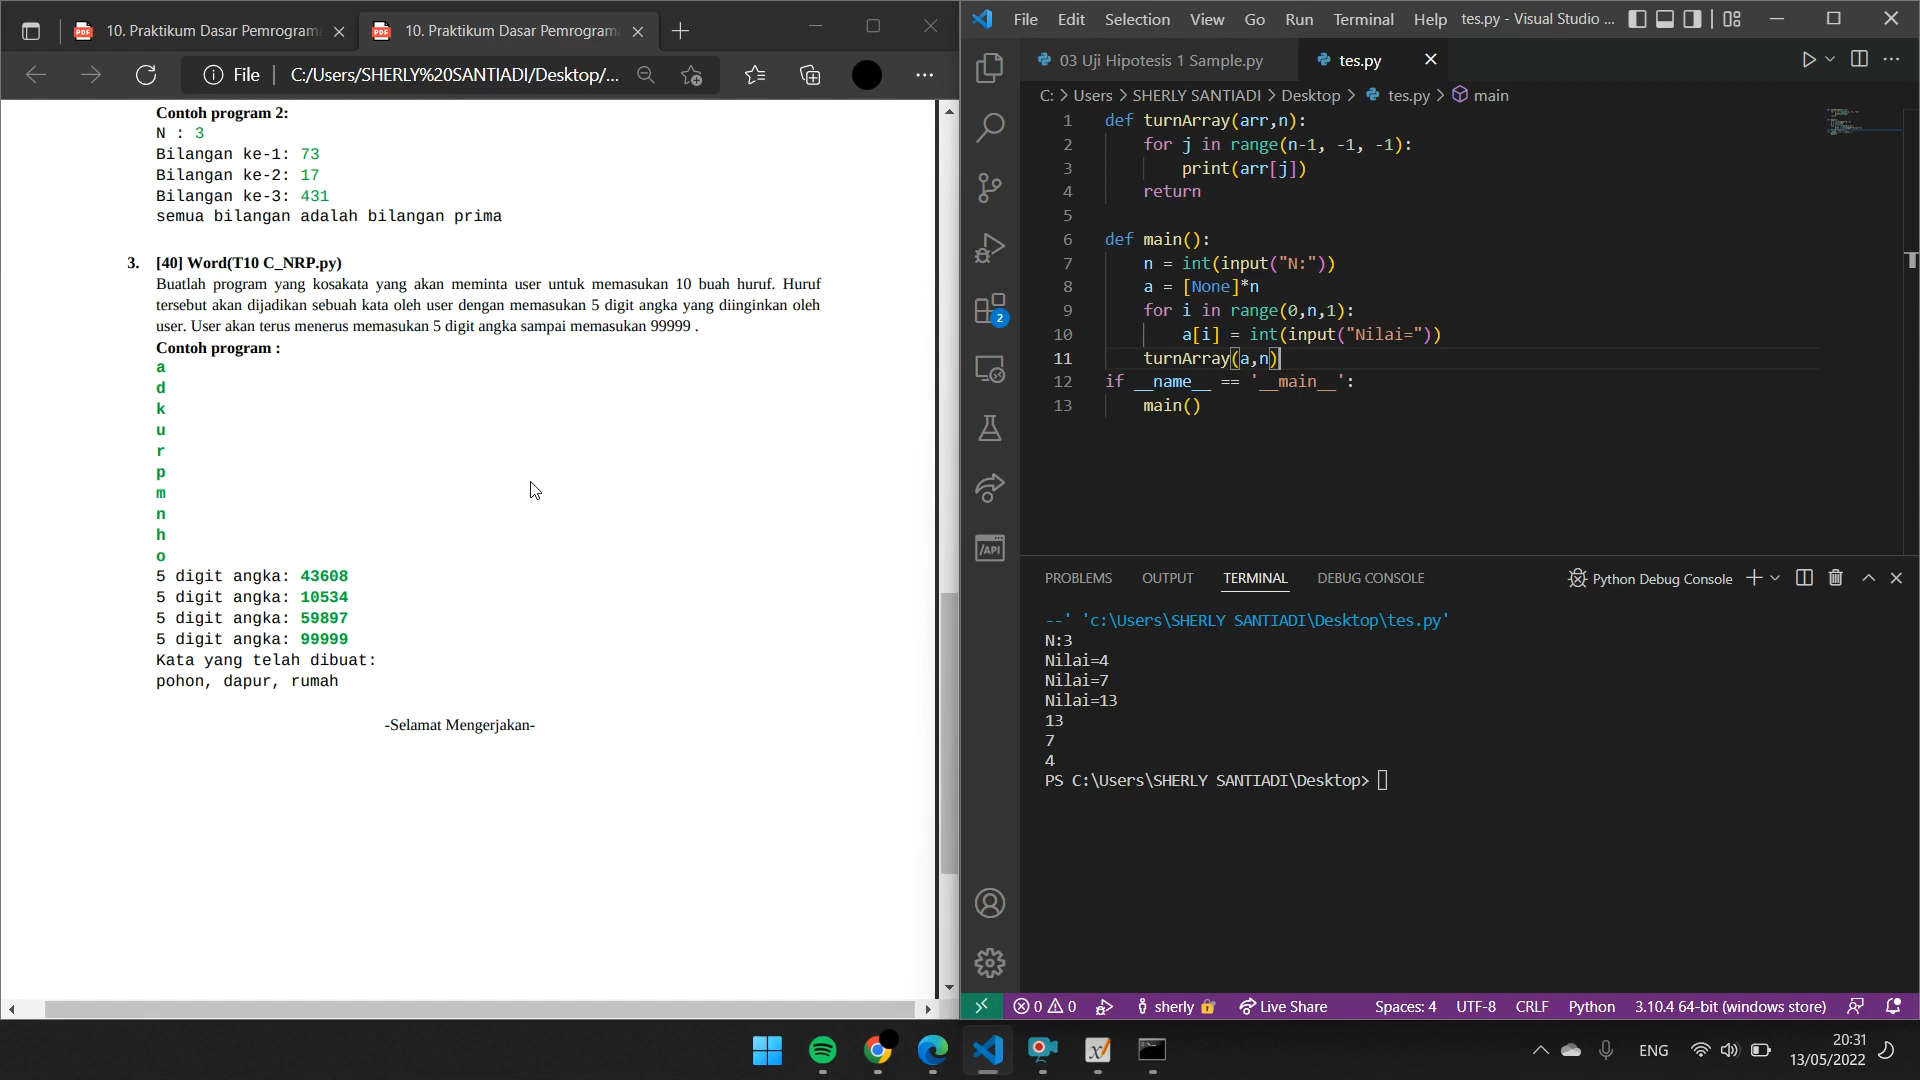 10. Praktikum Dasar Pemrograma
10. Praktikum Dasar Pemrograma
File
C:/Users/SHERLY%20SANTIADI/Desktop/...
Contoh program 2:
N : 3
Bilangan ke-1: 73
Bilangan ke-2: 17
Bilangan ke-3: 431
semua bilangan adalah bilangan prima
3. [40] Word(T10 C_NRP.py)
Buatlah program yang kosakata yang akan meminta user untuk memasukan 10 buah huruf. Huruf
tersebut akan dijadikan sebuah kata oleh user dengan memasukan 5 digit angka yang diinginkan oleh
user. User akan terus menerus memasukan 5 digit angka sampai memasukan 99999 .
Contoh program :
a
d
k
u
r
p
m
n
h
o
5 digit angka: 43608
5 digit angka: 10534
5 digit angka: 59897
5 digit angka: 99999
Kata yang telah dibuat:
pohon, dapur, rumah
-Selamat Mengerjakan-
File Edit Selection View Go Run Terminal Help tes.py - Visual Studio ...
03 Uji Hipotesis 1 Sample.py
tes.py
C: > Users > SHERLY SANTIADI > Desktop > tes.py > main
1 def turnArray(arr,n):
2 for j in range(n-1, -1, -1):
3 print(arr[j])
4 return
5
6 def main():
7 n = int(input("N:"))
8 a = [None]*n
9 for i in range(0,n,1):
10 a[i] = int(input("Nilai="))
11 turnArray(a,n)
12 if __name__ == '__main__':
13 main()
2
/API
PROBLEMS OUTPUT TERMINAL DEBUG CONSOLE
Python Debug Console
--' 'c:\Users\SHERLY SANTIADI\Desktop\tes.py'
N:3
Nilai=4
Nilai=7
Nilai=13
13
7
4
PS C:\Users\SHERLY SANTIADI\Desktop>
0 0 sherly Live Share Spaces: 4 UTF-8 CRLF Python 3.10.4 64-bit (windows store)
ENG
20:31
13/05/2022